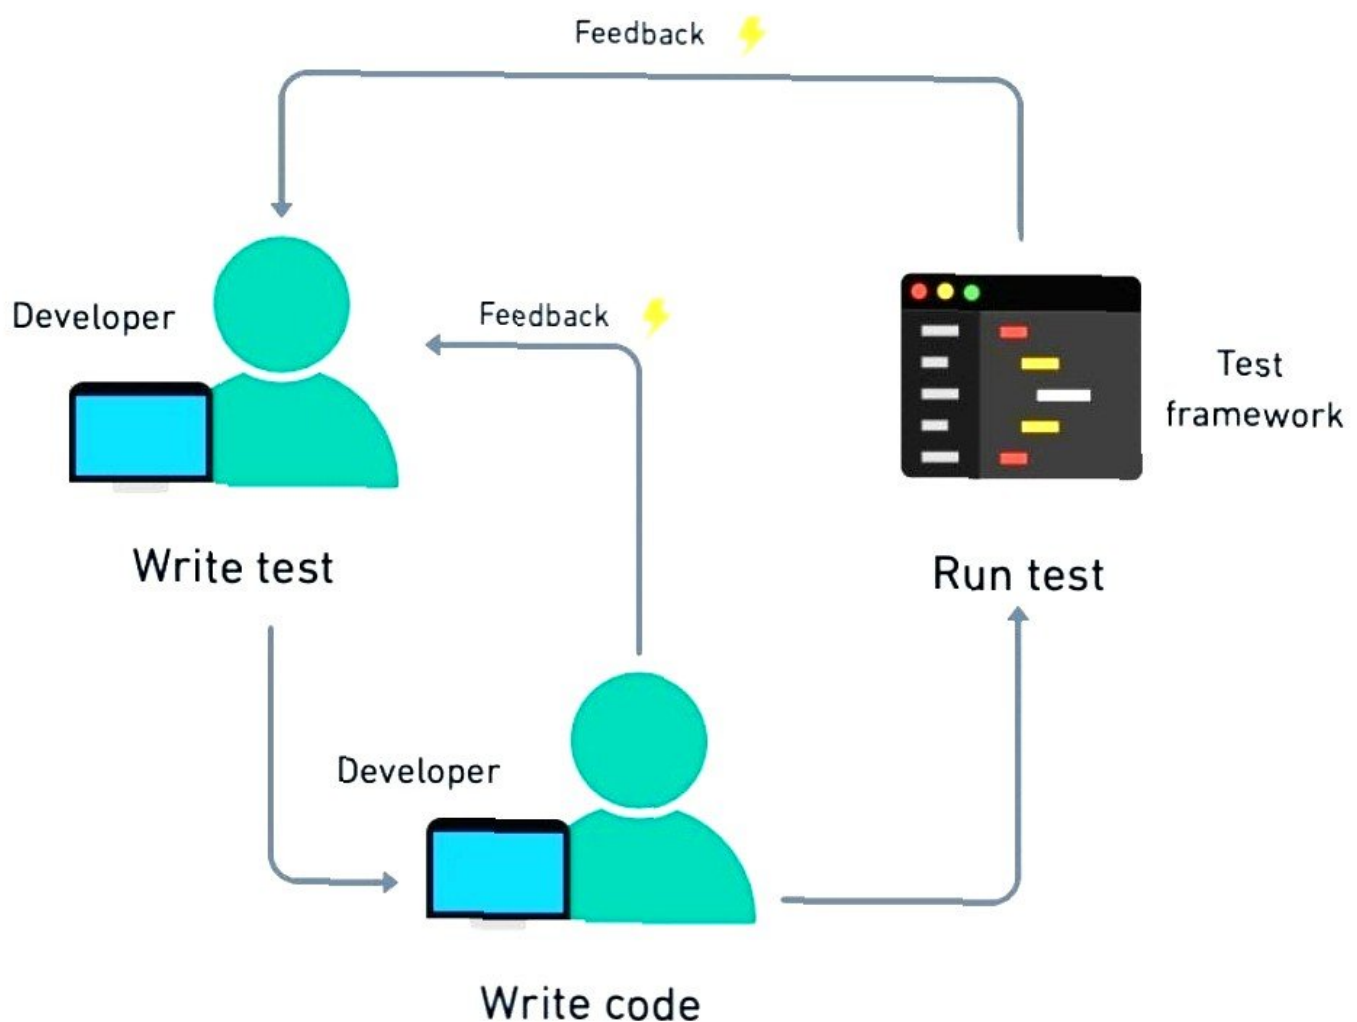 Feedback
Developer
Feedback
Test
framework
Write test
Run test
Developer
Write code